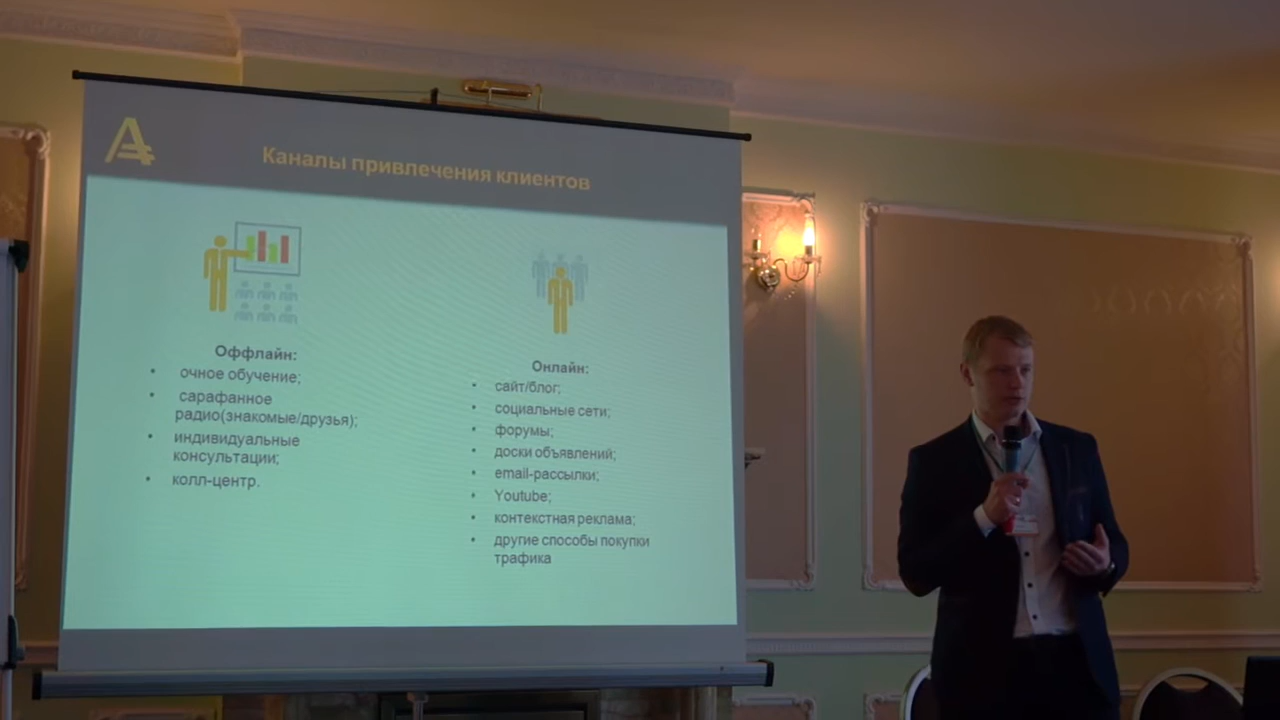 Каналы привлечения клиентов
Оффлайн:
• очное обучение;
• сарафанное
радио(знакомые/друзья);
• индивидуальные
консультации;
• колл-центр.
Онлайн:
• сайт/блог;
• социальные сети;
• форумы;
• доски объявлений;
• email-рассылки;
• Youtube;
• контекстная реклама;
• другие способы покупки
трафика